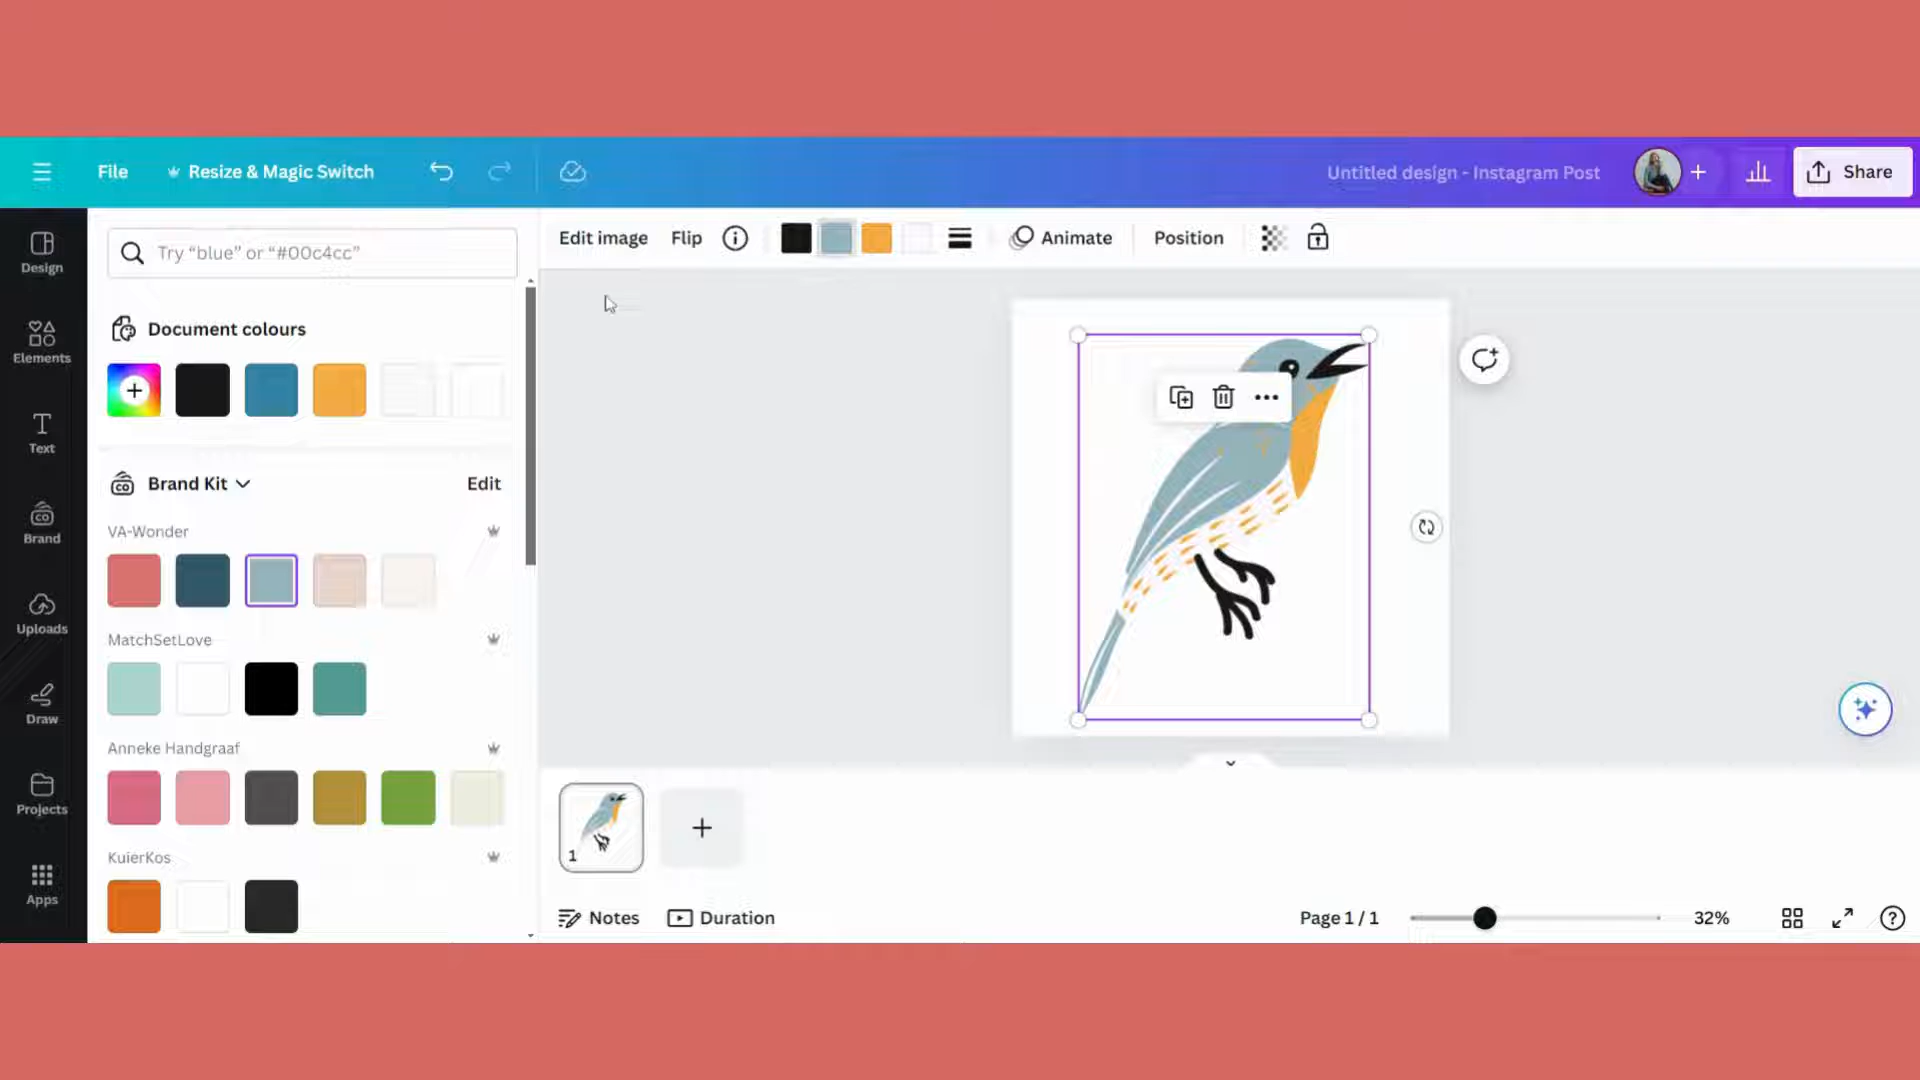 File
Resize & Magic Switch
Untitled design - Instagram Post
Share
Design
Elements
Text
Brand
Uploads
Draw
Projects
Apps
Try “blue” or “#00c4cc”
Document colours
Brand Kit
Edit
VA-Wonder
MatchSetLove
Anneke Handgraaf
KuierKos
Edit image
Flip
Animate
Position
1
Notes
Duration
Page 1 / 1
32%